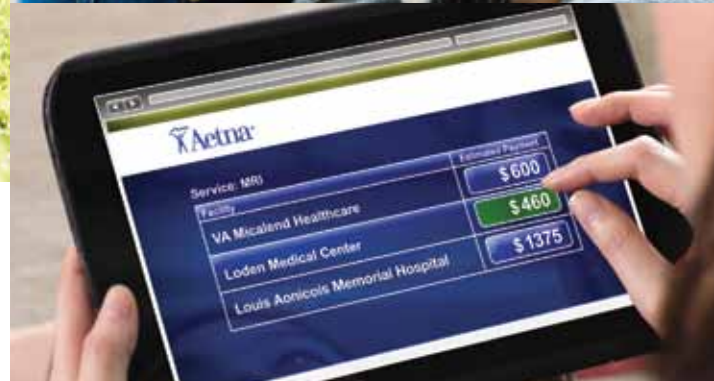 Aetna
Service: MRI
Facility Estimated Payment
VA Micalend Healthcare $600
Loden Medical Center $460
Louis Aonicois Memorial Hospital $1375